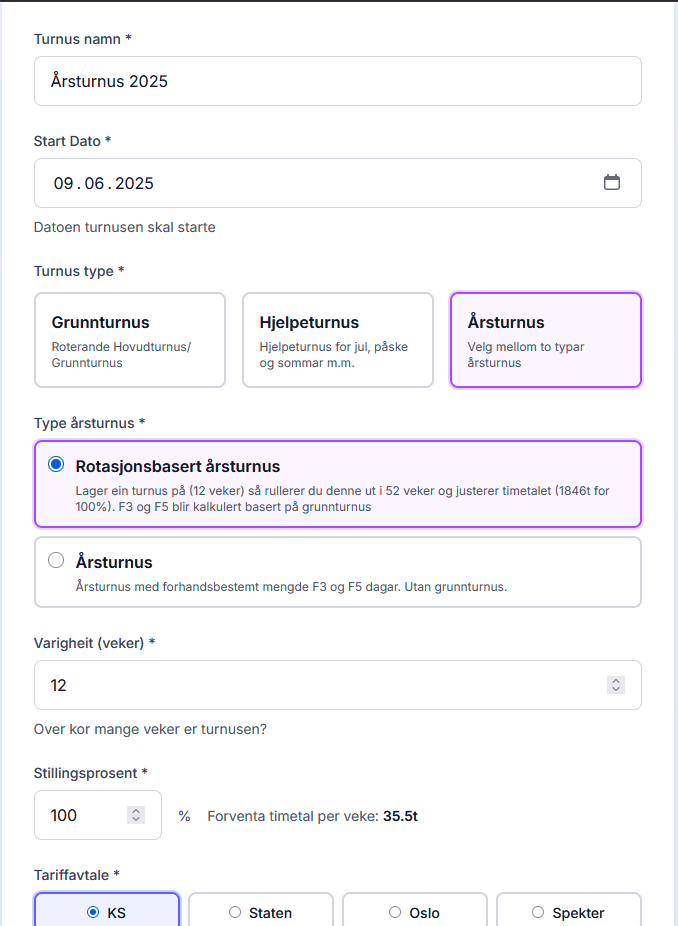 Turnus namn *
Årsturnus 2025
Start Dato *
09.06.2025
Datoen turnusen skal starte
Turnus type *
Grunnturnus
Roterande Hovudturnus/
Grunnturnus
Hjelpeturnus
Hjelpeturnus for jul, påske
og sommar m.m.
Årsturnus
Velg mellom to typar
årsturnus
Type årsturnus *
Rotasjonsbasert årsturnus
Lager ein turnus på (12 veker) så rullerer du denne ut i 52 veker og justerer timetalet (1846t for
100%). F3 og F5 blir kalkulert basert på grunnturnus
Årsturnus
Årsturnus med forhandsbestemt mengde F3 og F5 dagar. Utan grunnturnus.
Varigheit (veker) *
12
Over kor mange veker er turnusen?
Stillingsprosent *
100 % Forventa timetal per veke: 35.5t
Tariffavtale *
KS Staten Oslo Spekter